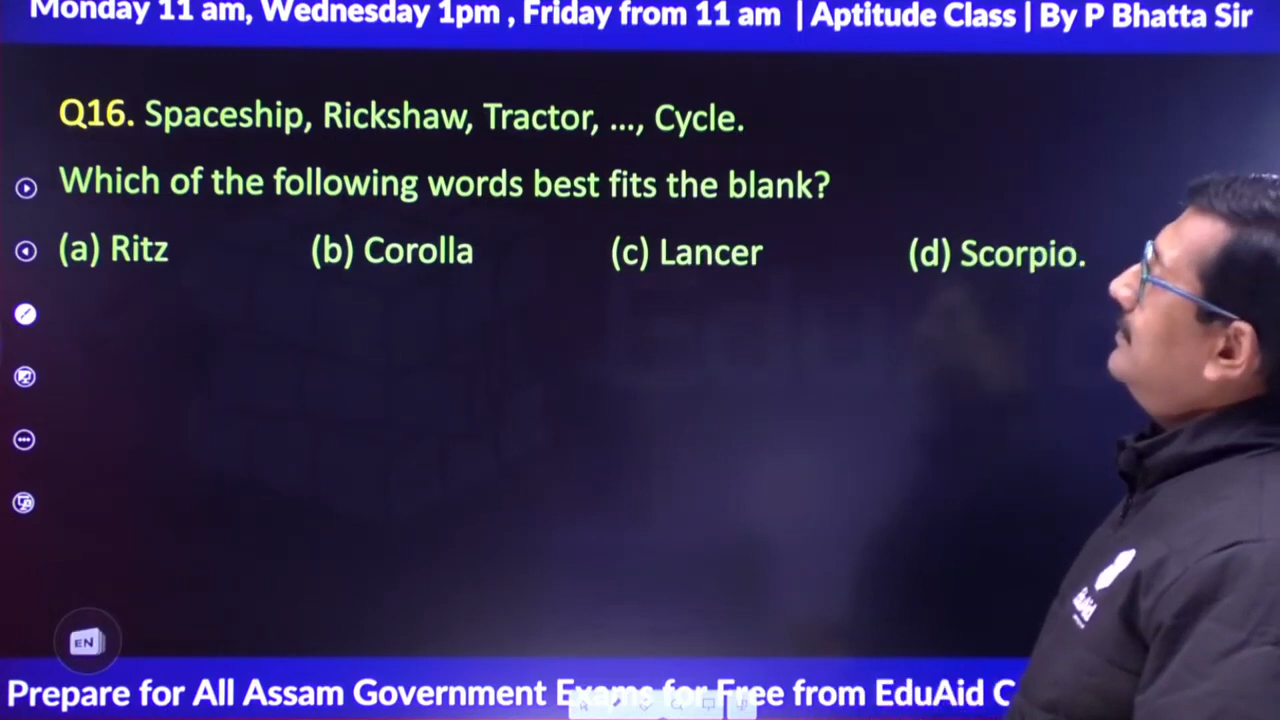 Monday 11 am, Wednesday 1pm , Friday from 11 am | Aptitude Class | By P Bhatta Sir
Q16. Spaceship, Rickshaw, Tractor, ..., Cycle.
Which of the following words best fits the blank?
(a) Ritz (b) Corolla (c) Lancer (d) Scorpio.
EduAid
EN
Prepare for All Assam Government Exams for Free from EduAid C